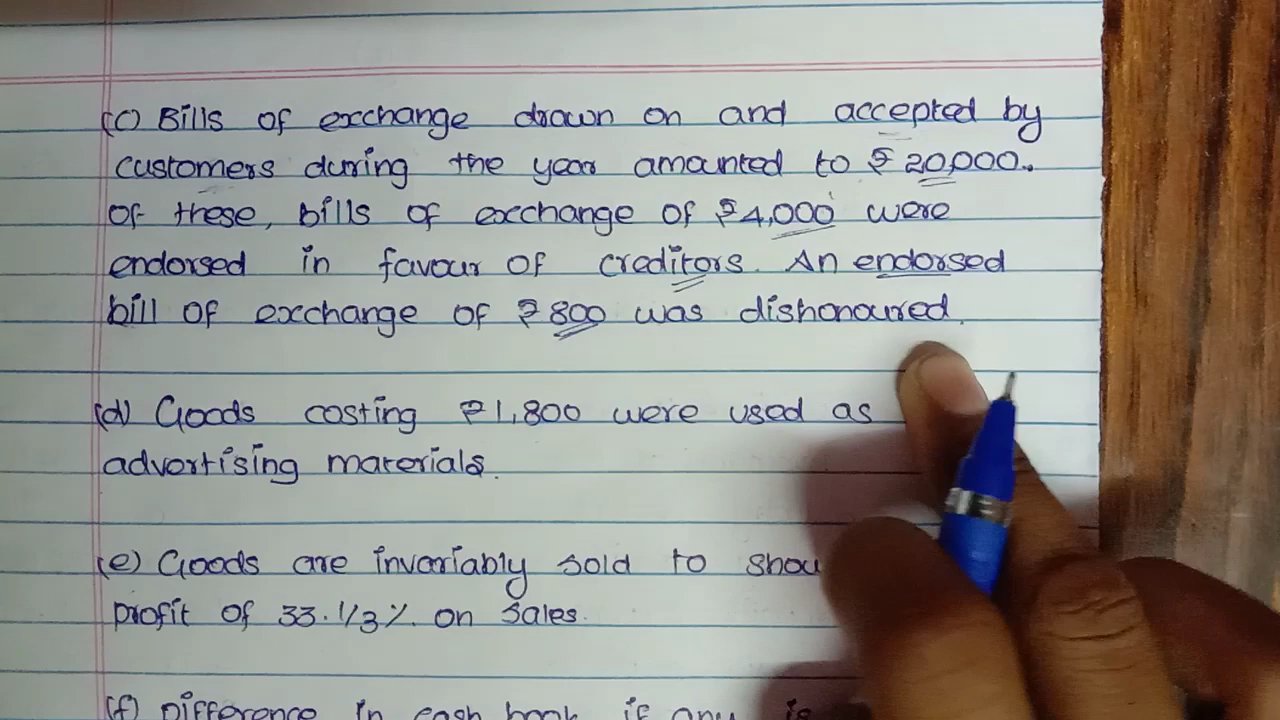 (c) Bills of exchange drawn on and accepted by
customers during the year amounted to ₹ 20,000.
Of these, bills of exchange of ₹4,000 were
endorsed in favour of creditors. An endorsed
bill of exchange of ₹800 was dishonoured.
(d) Goods costing ₹1,800 were used as
advertising materials.
(e) Goods are invariably sold to
profit of 33.1/3% on sales.
(f) Difference in cash book if any is